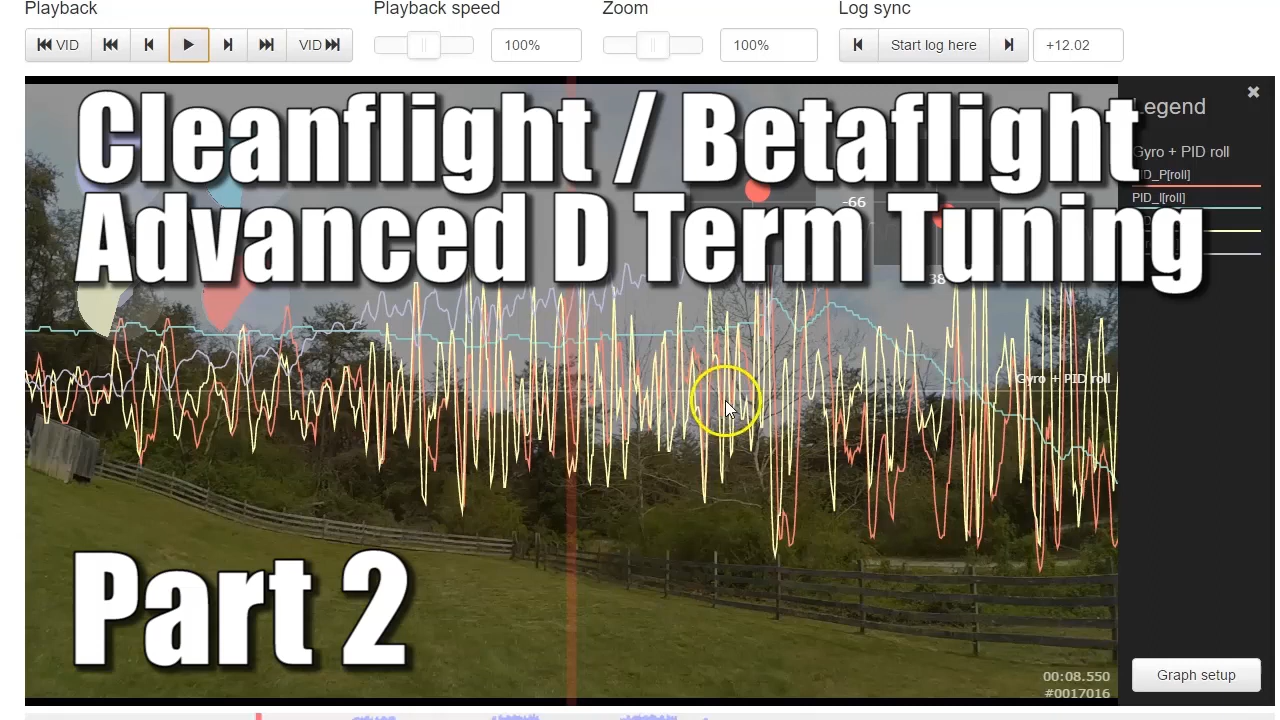 Playback
Playback speed
Zoom
Log sync
VID
VID
100%
100%
Start log here
+12.02
Cleanflight / Betaflight
Advanced D Term Tuning
Legend
Gyro + PID roll
PID_P[roll]
PID_I[roll]
-66
38
Gyro + PID roll
Part 2
00:08.550
#0017016
Graph setup